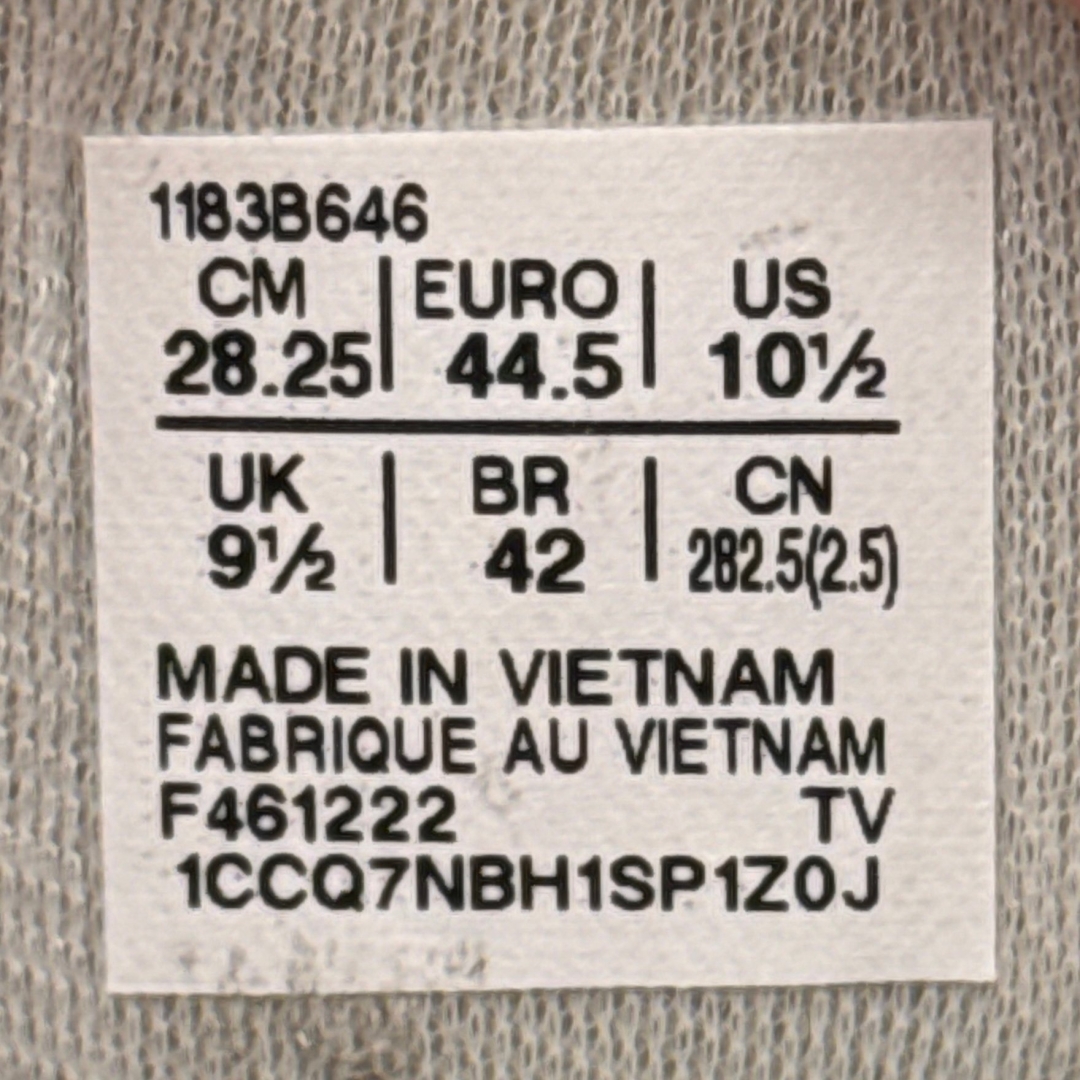 1183B646
CM | EURO | US
28.25 | 44.5 | 10½
UK | BR | CN
9½ | 42 | 282.5(2.5)
MADE IN VIETNAM
FABRIQUE AU VIETNAM
F461222 TV
1CCQ7NBH1SP1Z0J